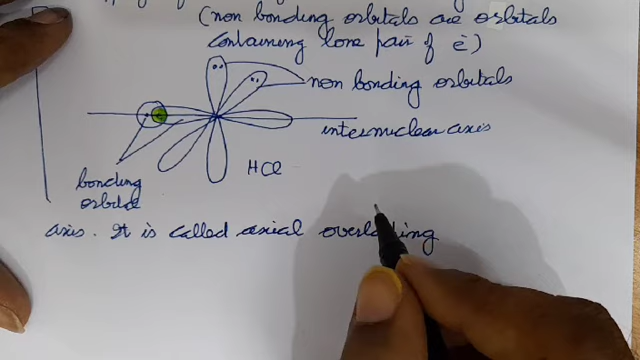 (non bonding orbitals are orbitals
containing lone pair of e⁻)
non bonding orbitals
internuclear axis
HCl
bonding
orbital
axis. It is called axial overlapping